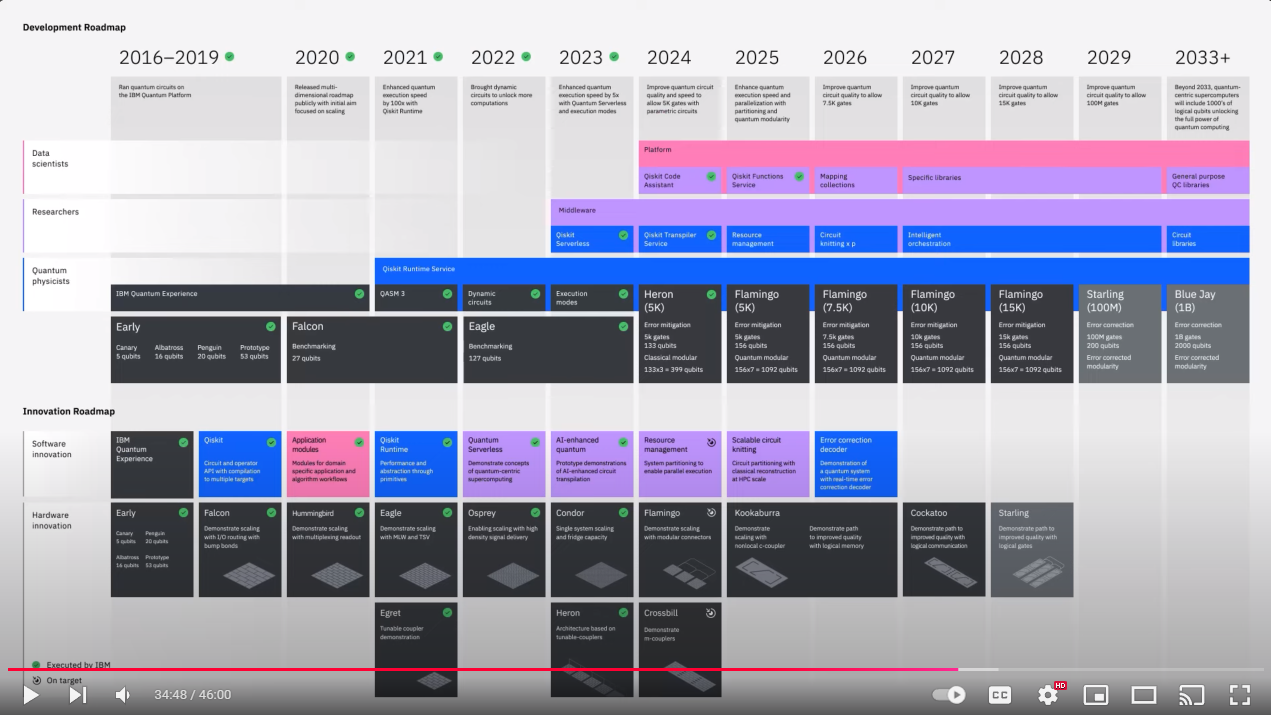 Development Roadmap
2016–2019
2020
2021
2022
2023
2024
2025
2026
2027
2028
2029
2033+
Ran quantum circuits on
the IBM Quantum Platform
Released multi-
dimensional roadmap
publicly with initial aim
focused on scaling
Enhanced quantum
execution speed
by 100x with
Qiskit Runtime
Brought dynamic
circuits to unlock more
computations
Enhanced quantum
execution speed by 5x
with Quantum Serverless
and execution modes
Improve quantum circuit
quality and speed to
allow 5K gates with
parametric circuits
Enhance quantum
execution speed and
parallelization with
partitioning and
quantum modularity
Improve quantum
circuit quality to allow
7.5K gates
Improve quantum
circuit quality to allow
10K gates
Improve quantum
circuit quality to allow
15K gates
Improve quantum
circuit quality to allow
100M gates
Beyond 2033, quantum-
centric supercomputers
will include 1000's of
logical qubits unlocking
the full power of
quantum computing
Data
scientists
Platform
Qiskit Code
Assistant
Qiskit Functions
Service
Mapping
collections
Specific libraries
General purpose
QC libraries
Researchers
Middleware
Qiskit
Serverless
Qiskit Transpiler
Service
Resource
management
Circuit
knitting x p
Intelligent
orchestration
Circuit
libraries
Quantum
physicists
Qiskit Runtime Service
IBM Quantum Experience
QASM 3
Dynamic
circuits
Execution
modes
Early
Canary
5 qubits
Albatross
16 qubits
Penguin
20 qubits
Prototype
53 qubits
Falcon
Benchmarking
27 qubits
Eagle
Benchmarking
127 qubits
Heron
(5K)
Error mitigation
5k gates
133 qubits
Classical modular
133x3 = 399 qubits
Flamingo
(5K)
Error mitigation
5k gates
156 qubits
Quantum modular
156x7 = 1092 qubits
Flamingo
(7.5K)
Error mitigation
7.5k gates
156 qubits
Quantum modular
156x7 = 1092 qubits
Flamingo
(10K)
Error mitigation
10k gates
156 qubits
Quantum modular
156x7 = 1092 qubits
Flamingo
(15K)
Error mitigation
15k gates
156 qubits
Quantum modular
156x7 = 1092 qubits
Starling
(100M)
Error correction
100M gates
200 qubits
Error corrected
modularity
Blue Jay
(1B)
Error correction
1B gates
2000 qubits
Error corrected
modularity
Innovation Roadmap
Software
innovation
IBM
Quantum
Experience
Qiskit
Circuit and operator
API with compilation
to multiple targets
Application
modules
Modules for domain
specific application and
algorithm workflows
Qiskit
Runtime
Performance and
abstraction through
primitives
Quantum
Serverless
Demonstrate concepts
of quantum-centric
supercomputing
AI-enhanced
quantum
Prototype demonstrations
of AI-enhanced circuit
transpilation
Resource
management
System partitioning to
enable parallel execution
Scalable circuit
knitting
Circuit partitioning with
classical reconstruction
at HPC scale
Error correction
decoder
Demonstration of
a quantum system
with real-time error
correction decoder
Hardware
innovation
Early
Canary
5 qubits
Penguin
20 qubits
Albatross
16 qubits
Prototype
53 qubits
Falcon
Demonstrate scaling
with I/O routing with
bump bonds
Hummingbird
Demonstrate scaling
with multiplexing readout
Eagle
Demonstrate scaling
with MLW and TSV
Osprey
Enabling scaling with high
density signal delivery
Condor
Single system scaling
and fridge capacity
Flamingo
Demonstrate scaling
with modular connectors
Kookaburra
Demonstrate
scaling with
nonlocal c-coupler
Demonstrate path
to improved quality
with logical memory
Cockatoo
Demonstrate path to
improved quality with
logical communication
Starling
Demonstrate path to
improved quality with
logical gates
Egret
Tunable coupler
demonstration
Heron
Architecture based on
tunable-couplers
Crossbill
Demonstrate
m-couplers
Executed by IBM
On target
34:48 / 46:00
CC
HD